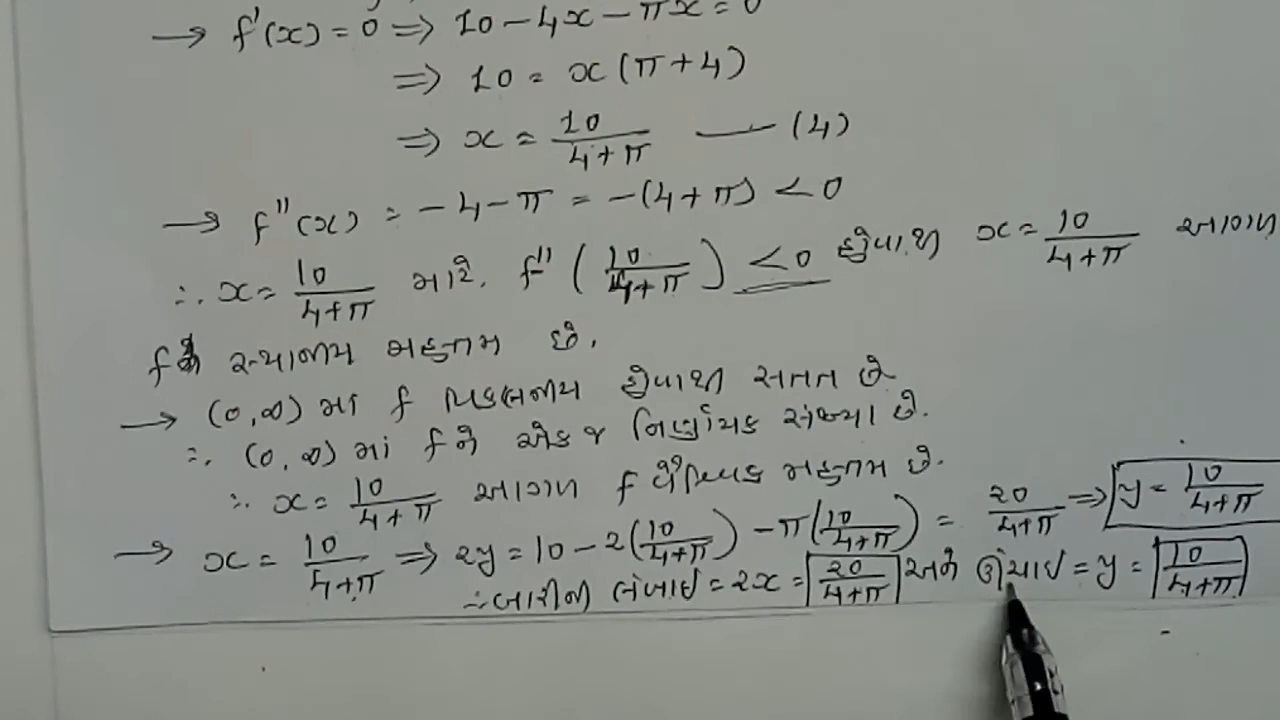 → f'(x) = 0 ⇒ 10 - 4x - πx = 0
⇒ 10 = x(π + 4)
⇒ x = 10/(4+π) — (4)
→ f''(x) = -4 - π = -(4 + π) < 0
∴ x = 10/(4+π) માટે. f''(10/(4+π)) < 0 હોવાથી x = 10/(4+π) આગળ
f ને સ્થાનીય મહત્તમ છે.
→ (0, ∞) માં f વિકલનીય હોવાથી સતત છે
∴ (0, ∞) માં f ને એક જ નિર્ણાયક સંખ્યા છે.
∴ x = 10/(4+π) આગળ f વૈશ્વિક મહત્તમ છે.
→ x = 10/(4+π) ⇒ 2y = 10 - 2(10/(4+π)) - π(10/(4+π)) = 20/(4+π) ⇒ y = 10/(4+π)
∴ બારીની લંબાઈ = 2x = 20/(4+π) અને ઊંચાઇ = y = 10/(4+π)